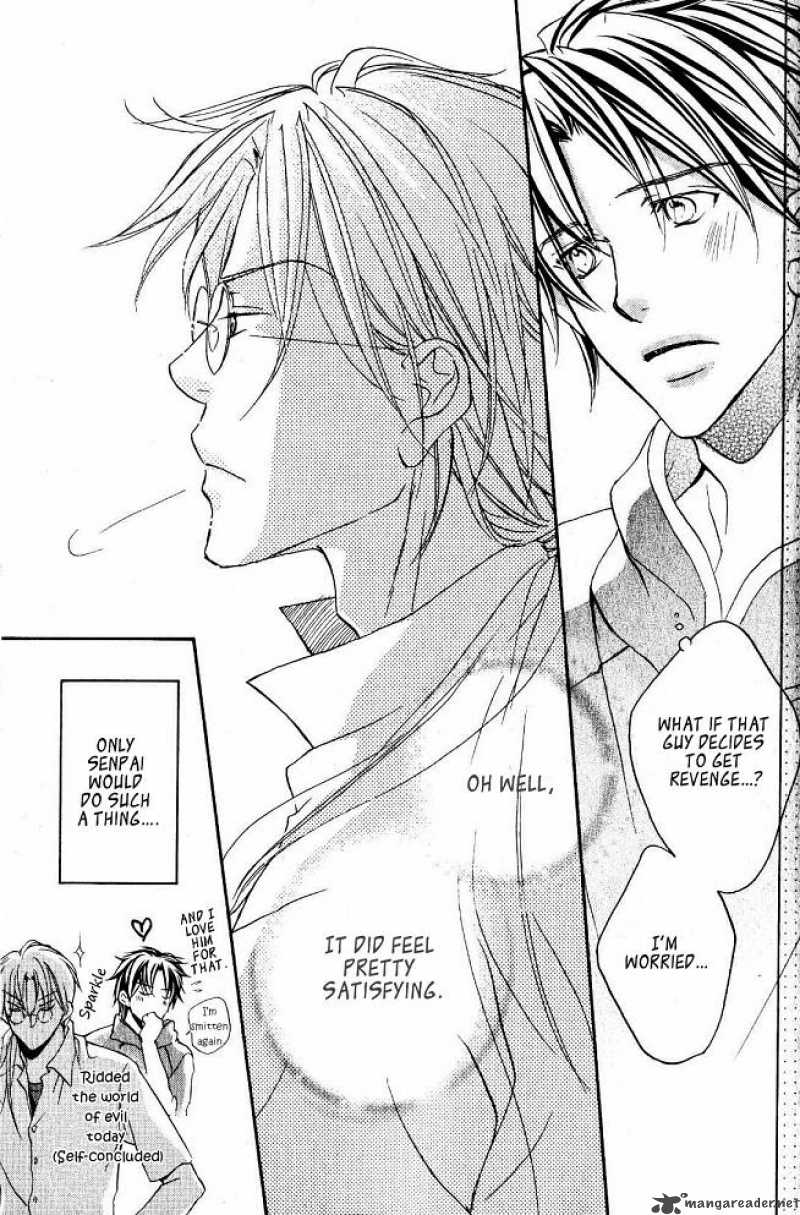 WHAT IF THAT
GUY DECIDES
TO GET
REVENGE...?
I'M
WORRIED...
OH WELL,
IT DID FEEL
PRETTY
SATISFYING.
ONLY
SENPAI
WOULD
DO SUCH
A THING....
AND I
LOVE
HIM
FOR
THAT.
I'm
smitten
again
Sparkle
Ridded
the world
of evil
today
(Self-concluded)
mangareader.net